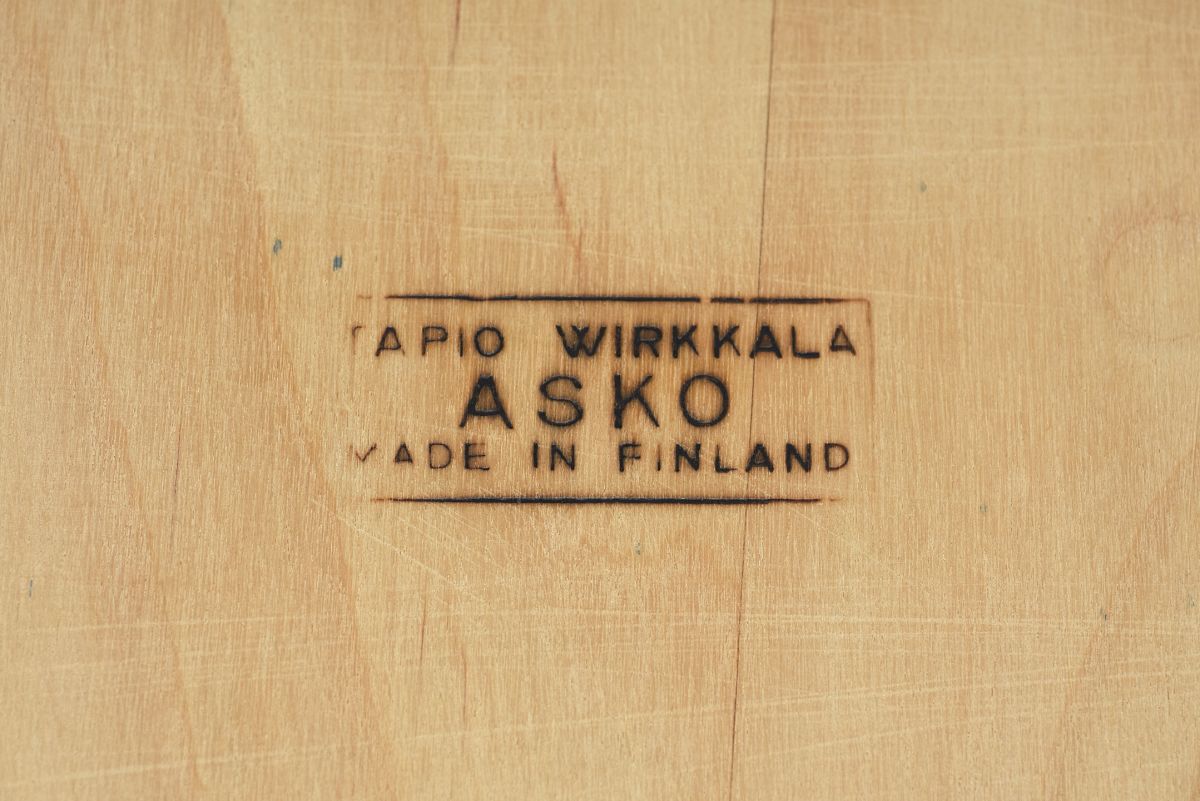 TAPIO WIRKKALA
ASKO
MADE IN FINLAND